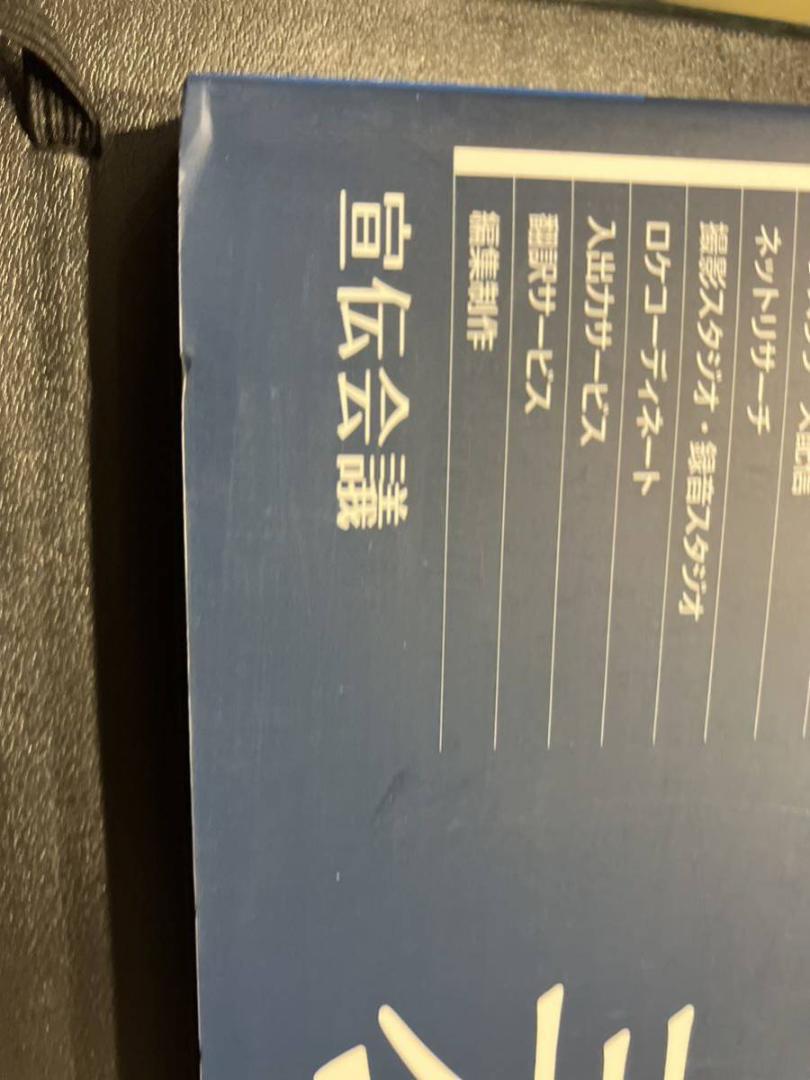 ネットリサーチ
撮影スタジオ・録音スタジオ
ロケコーディネート
入出力サービス
翻訳サービス
編集制作
宣伝会議